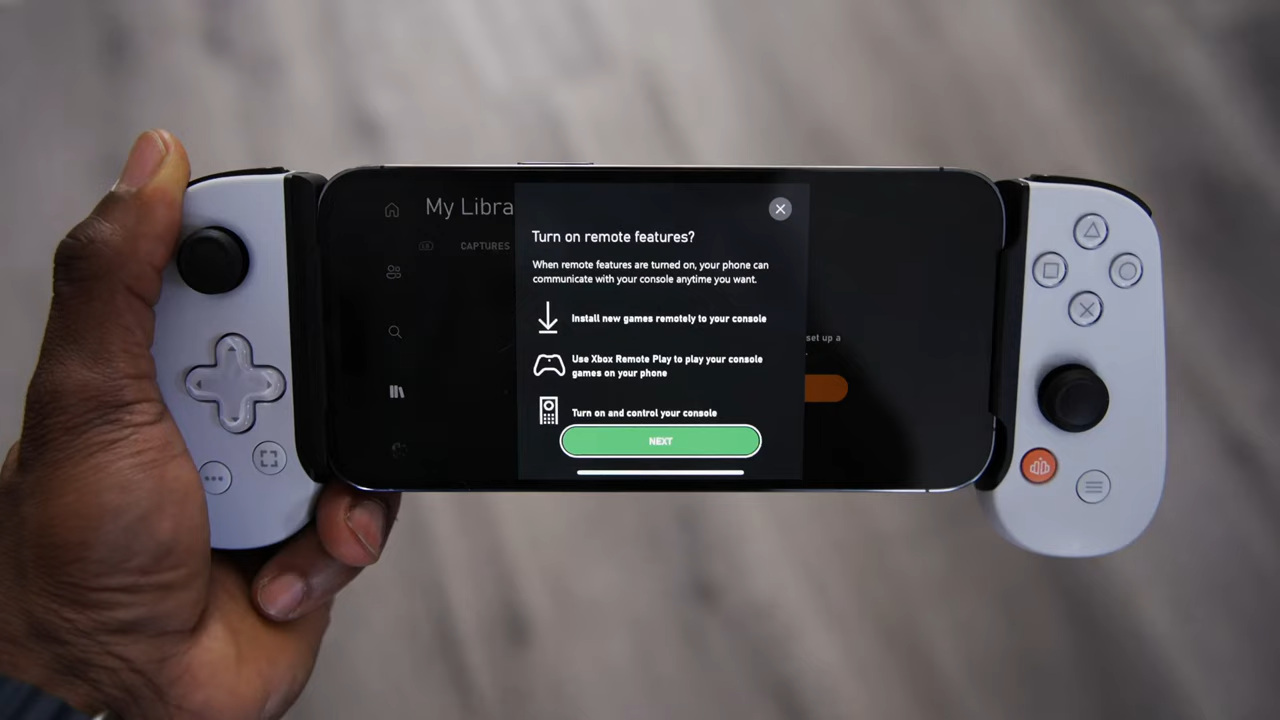 My Libra
CAPTURES
Turn on remote features?
When remote features are turned on, your phone can
communicate with your console anytime you want.
Install new games remotely to your console
set up a
Use Xbox Remote Play to play your console
games on your phone
Turn on and control your console
NEXT